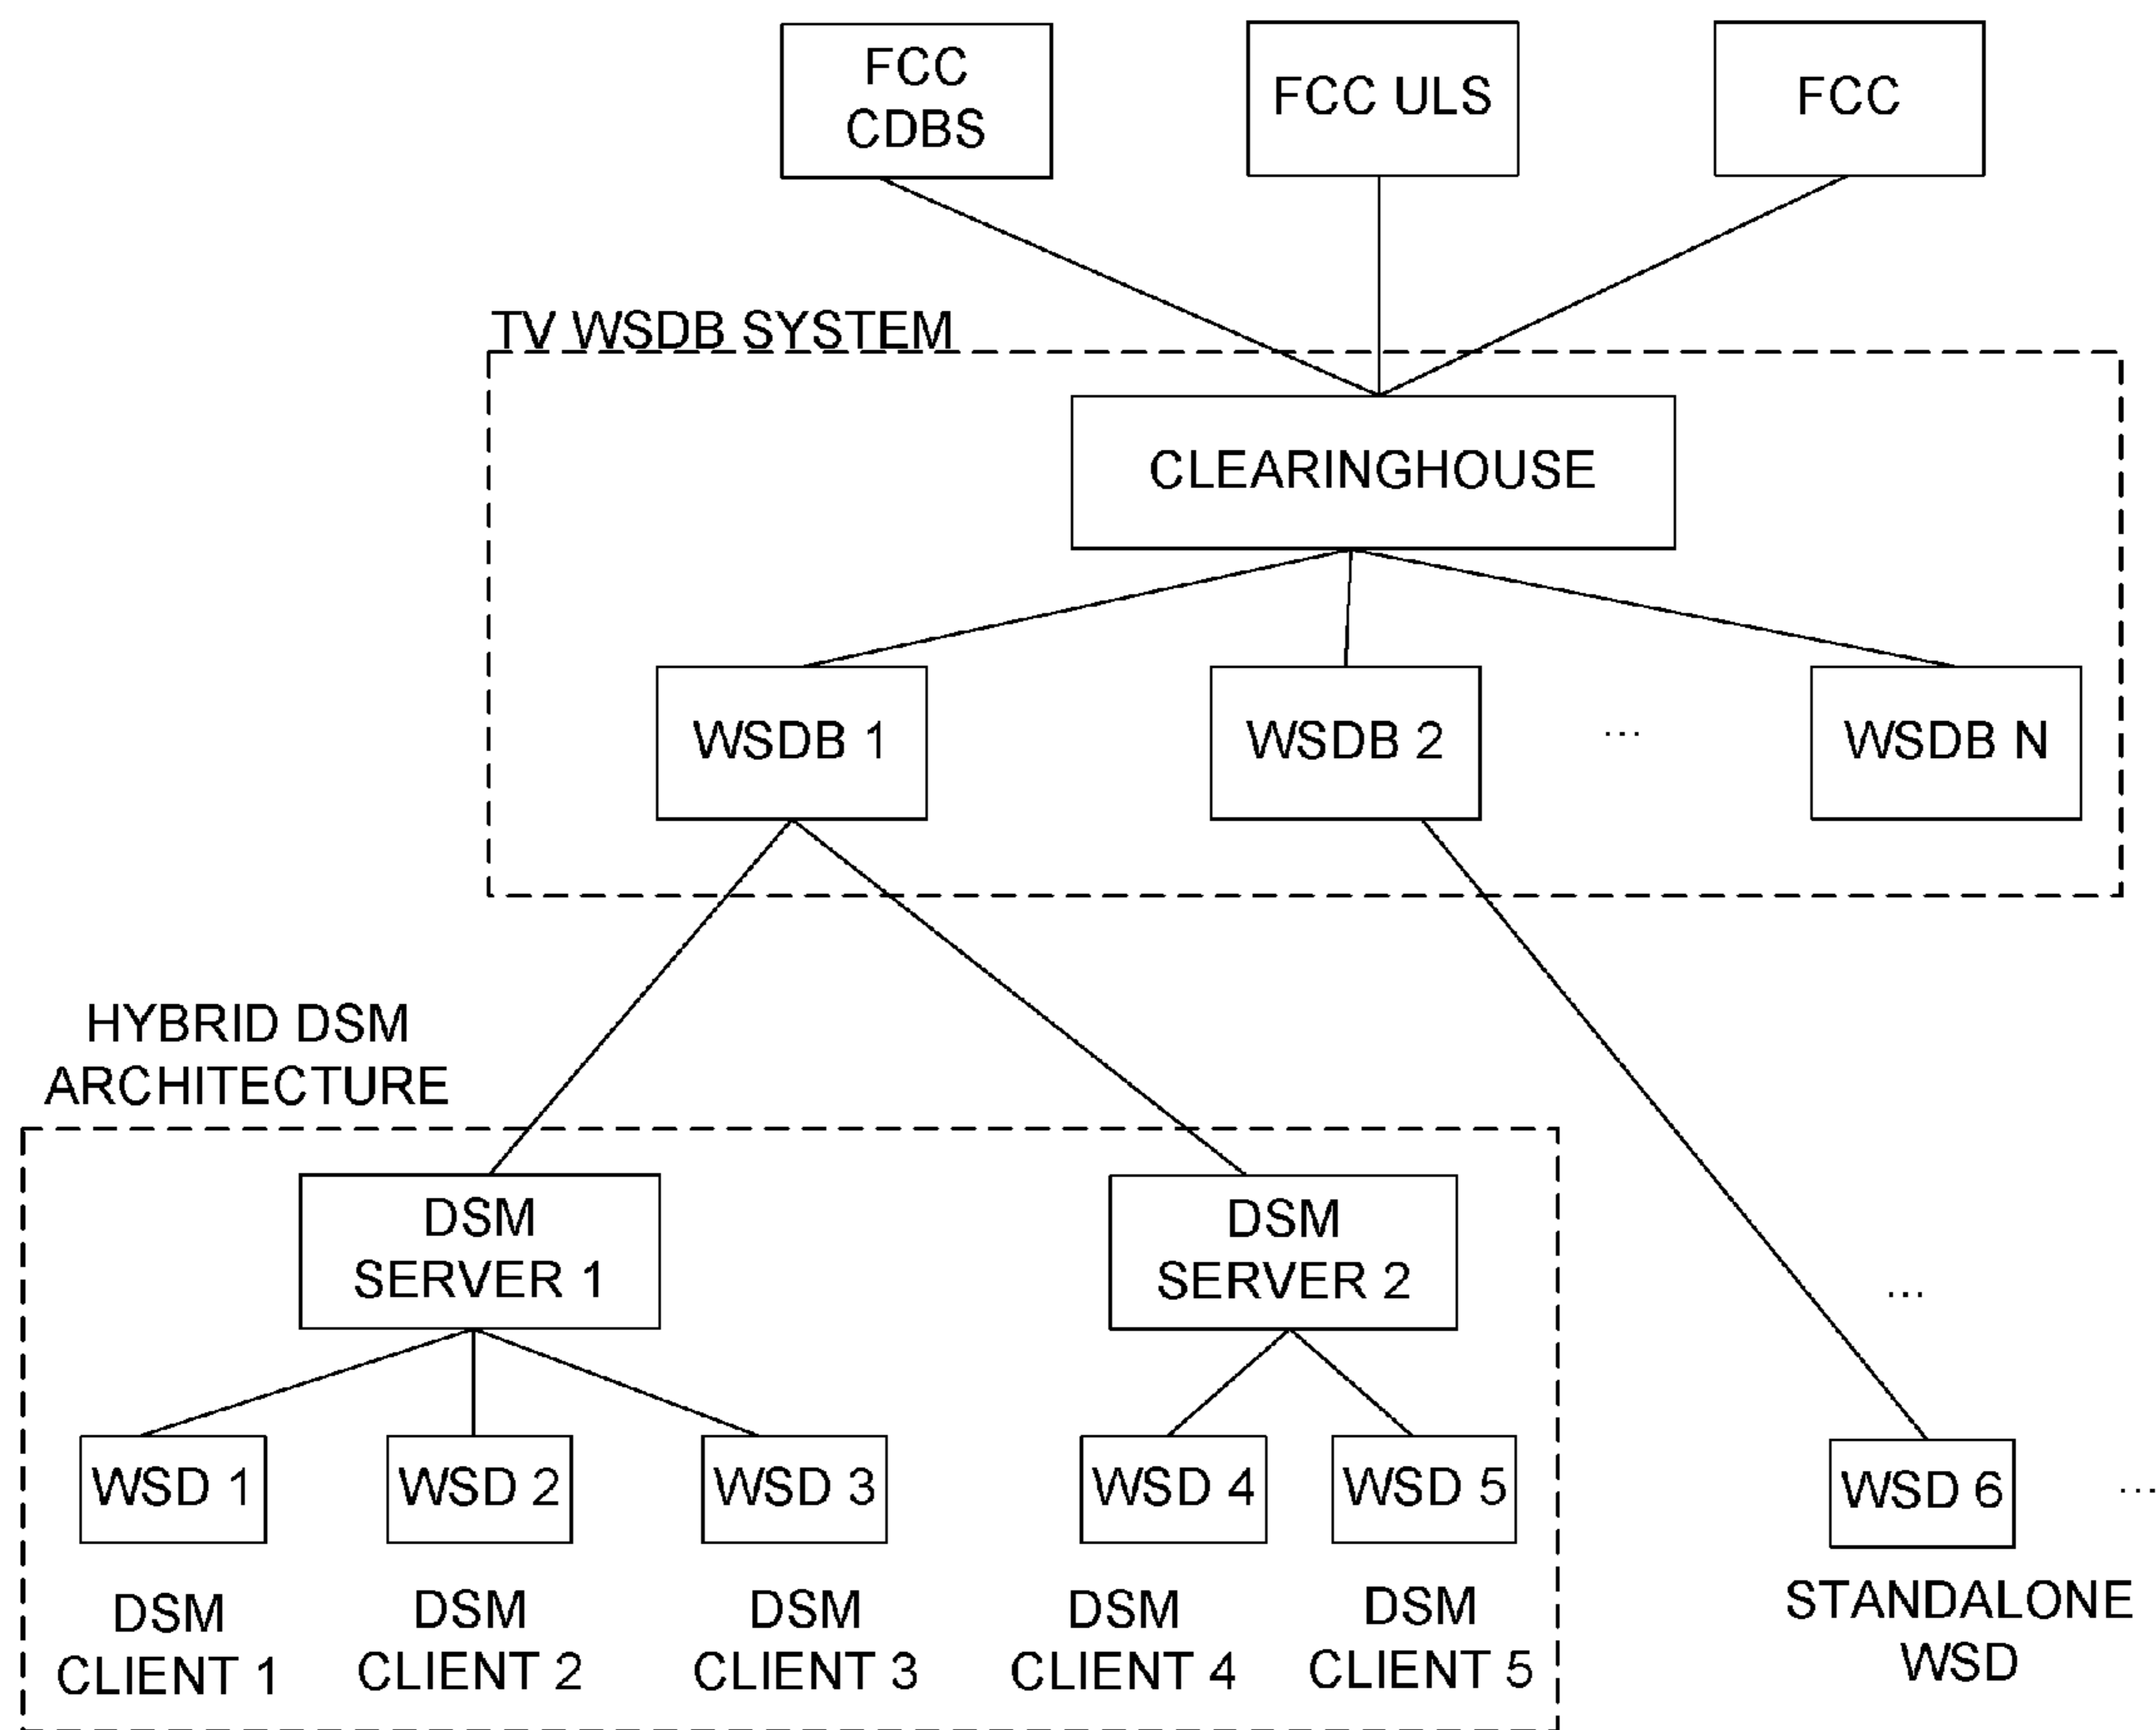 FCC
CDBS
FCC ULS
FCC
TV WSDB SYSTEM
CLEARINGHOUSE
WSDB 1
WSDB 2
...
WSDB N
HYBRID DSM
ARCHITECTURE
DSM
SERVER 1
DSM
SERVER 2
...
WSD 1
WSD 2
WSD 3
WSD 4
WSD 5
WSD 6
...
DSM
CLIENT 1
DSM
CLIENT 2
DSM
CLIENT 3
DSM
CLIENT 4
DSM
CLIENT 5
STANDALONE
WSD